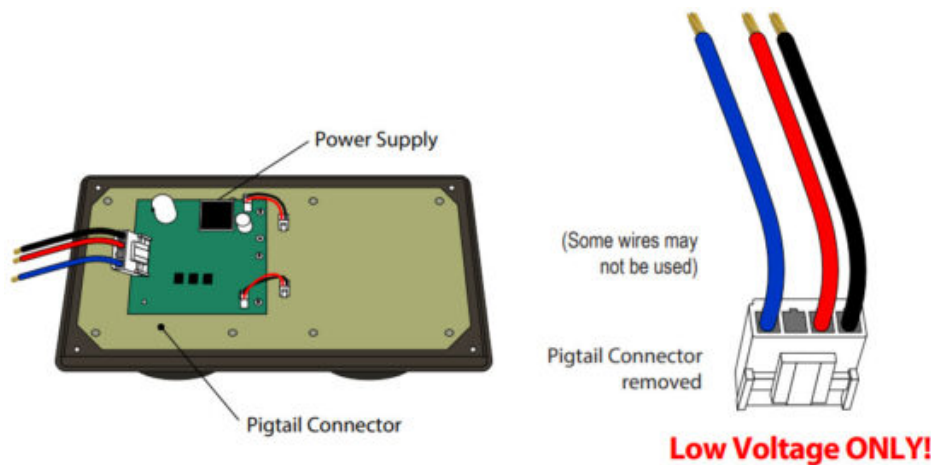 Power Supply
(Some wires may
not be used)
Pigtail Connector
removed
Pigtail Connector
Low Voltage ONLY!